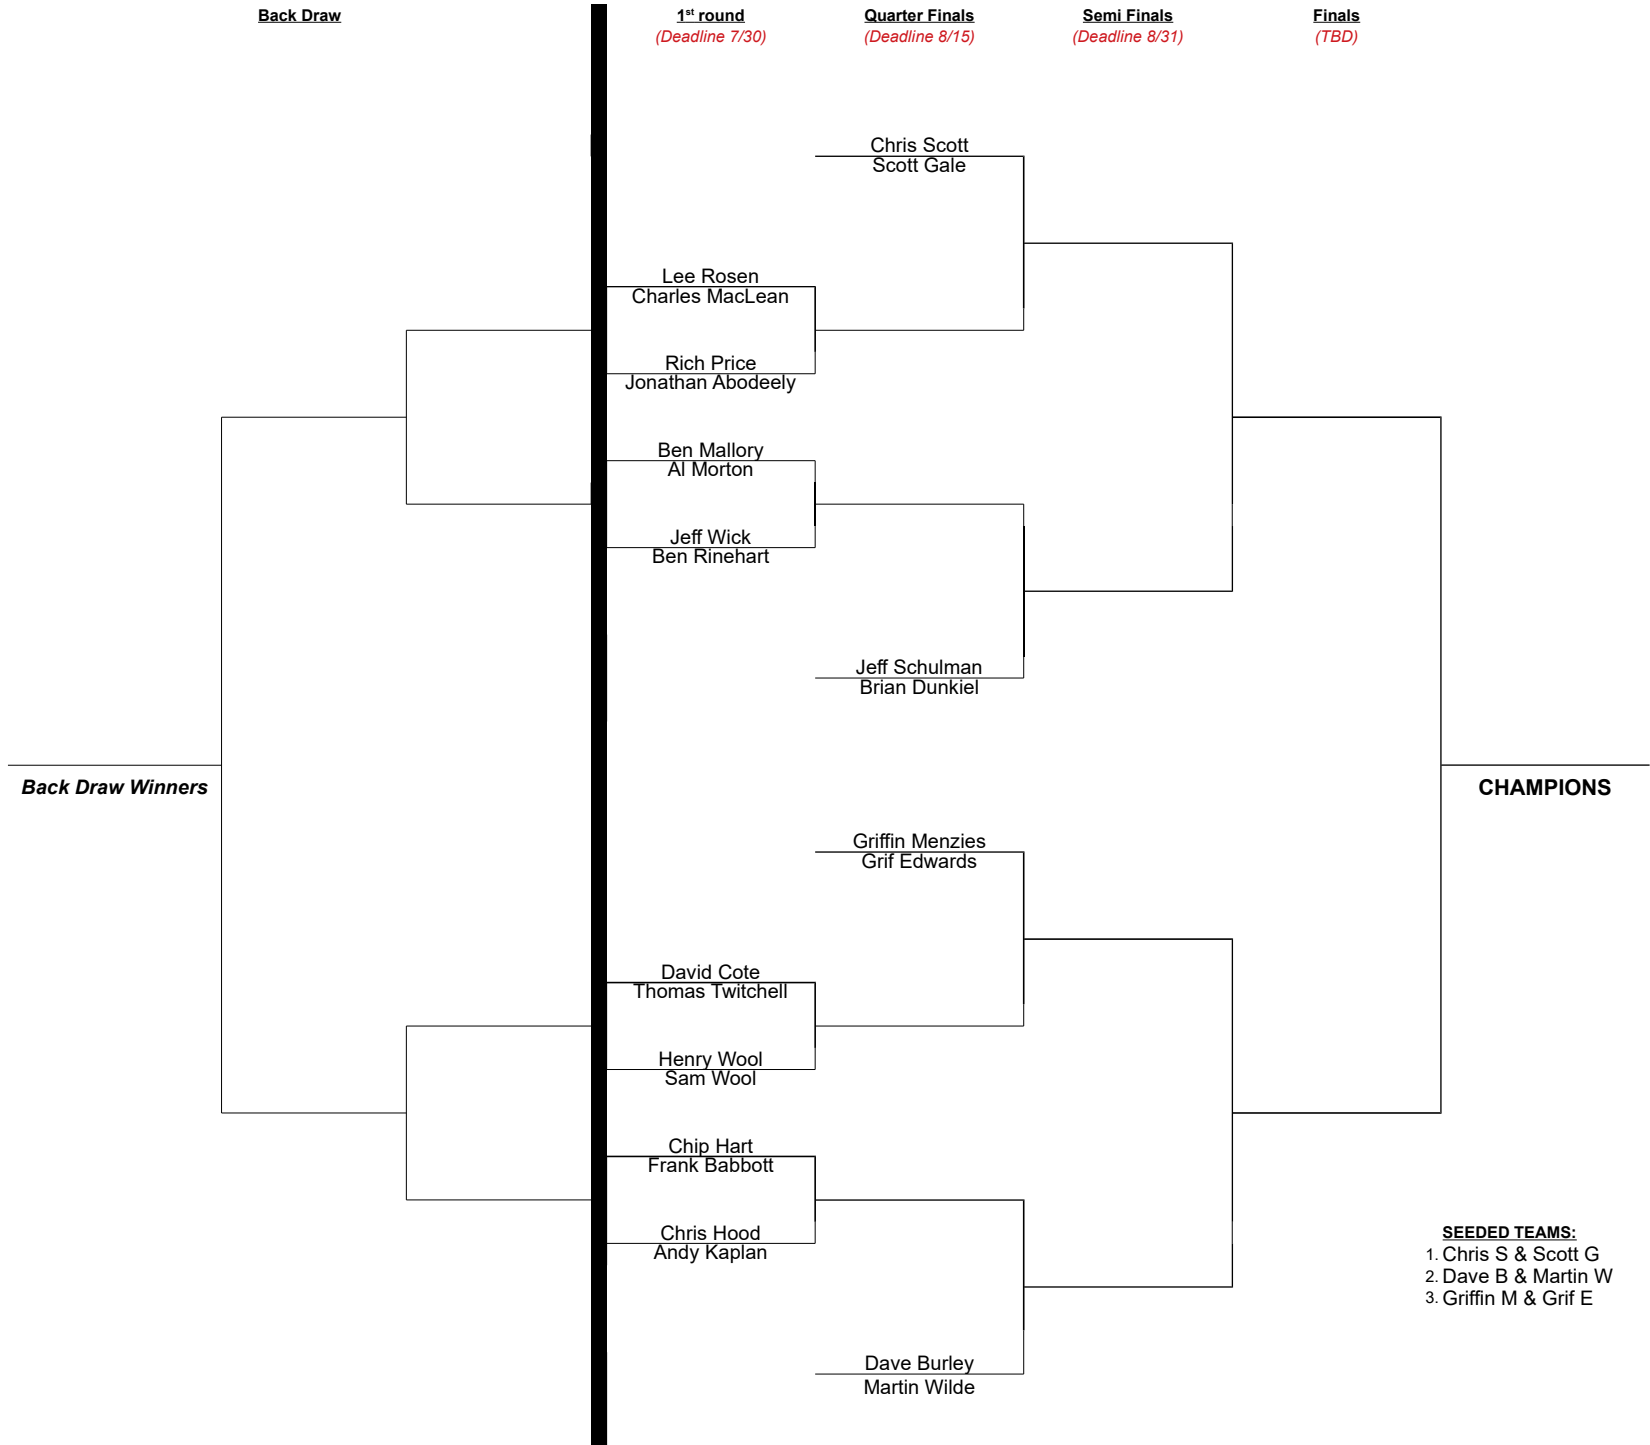 Back Draw
1st round
(Deadline 7/30)
Quarter Finals
(Deadline 8/15)
Semi Finals
(Deadline 8/31)
Finals
(TBD)
Chris Scott
Scott Gale
Lee Rosen
Charles MacLean
Rich Price
Jonathan Abodeely
Ben Mallory
Al Morton
Jeff Wick
Ben Rinehart
Jeff Schulman
Brian Dunkiel
Back Draw Winners
CHAMPIONS
Griffin Menzies
Grif Edwards
David Cote
Thomas Twitchell
Henry Wool
Sam Wool
Chip Hart
Frank Babbott
Chris Hood
Andy Kaplan
Dave Burley
Martin Wilde
SEEDED TEAMS:
1. Chris S & Scott G
2. Dave B & Martin W
3. Griffin M & Grif E